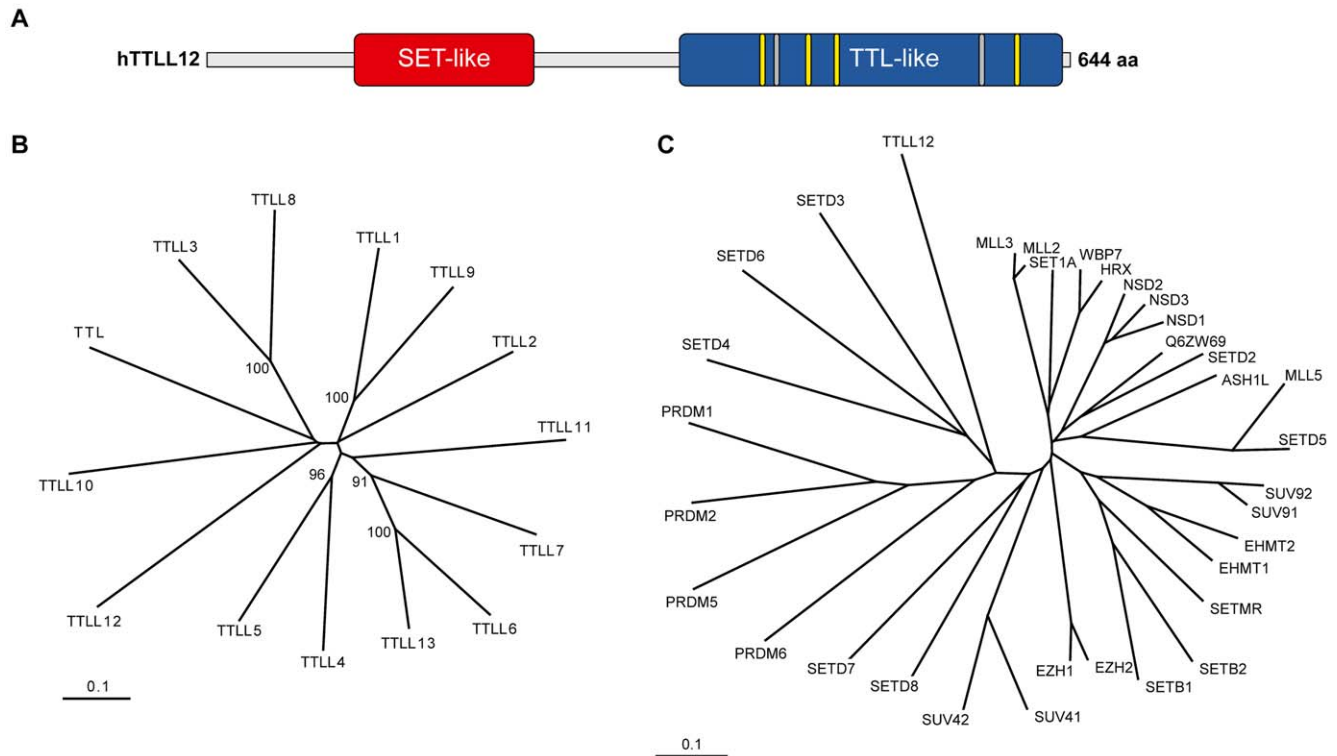 A
hTTLL12 SET-like TTL-like 644 aa
B
TTLL8
TTLL3
TTLL1
TTLL9
TTL
TTLL2
100
100
TTLL11
96
91
TTLL10
100
TTLL7
TTLL12
TTLL5
TTLL6
TTLL13
TTLL4
0.1
C
TTLL12
SETD3
SETD6
MLL3
MLL2
SET1A
WBP7
HRX
NSD2
NSD3
NSD1
Q6ZW69
SETD2
ASH1L
MLL5
SETD4
PRDM1
SETD5
SUV92
SUV91
PRDM2
EHMT2
EHMT1
PRDM5
SETMR
PRDM6
SETD7
SETD8
EZH1
EZH2
SETB2
SETB1
SUV42
SUV41
0.1